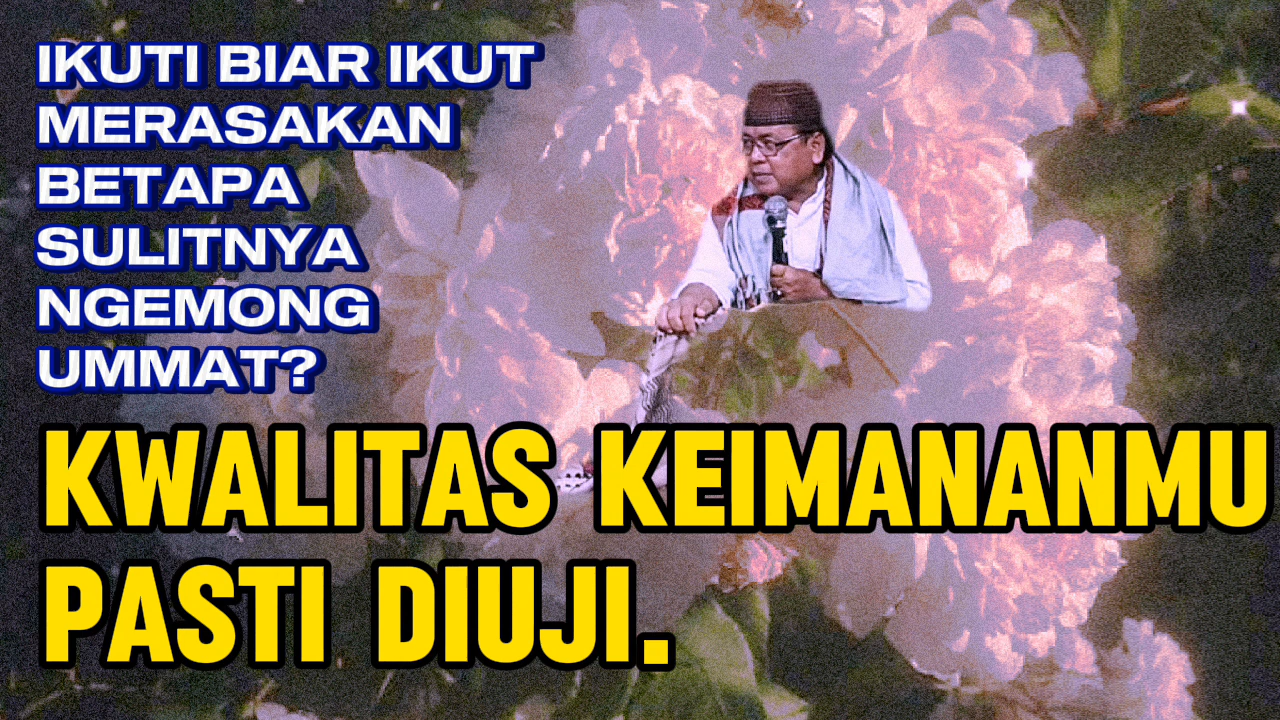 IKUTI BIAR IKUT
MERASAKAN
BETAPA
SULITNYA
NGEMONG
UMMAT?
KWALITAS KEIMANANMU
PASTI DIUJI.